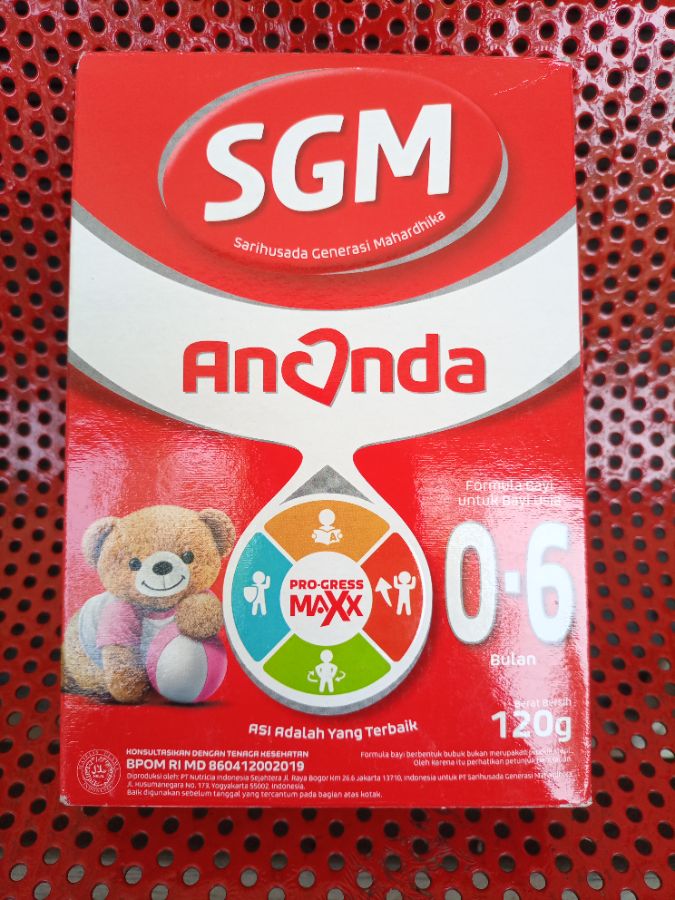 SGM
Sarihusada Generasi Mahardhika
Ananda
Formula Bayi
untuk Bayi Usia
0-6
Bulan
A
PRO-GRESS
MAXX
ASI Adalah Yang Terbaik
Berat Bersih
120g
KONSULTASIKAN DENGAN TENAGA KESEHATAN
BPOM RI MD 860412002019
Diproduksi oleh: PT Nutricia Indonesia Sejahtera Jl. Raya Bogor KM 26.6 Jakarta 13710, Indonesia untuk PT Sarihusada Generasi Mahardhika
Jl. Kusumanegara No. 173, Yogyakarta 55002, Indonesia.
Baik digunakan sebelum tanggal yang tercantum pada bagian atas kotak.
Formula bayi berbentuk bubuk bukan merupakan produk steril.
Oleh karena itu perhatikan petunjuk